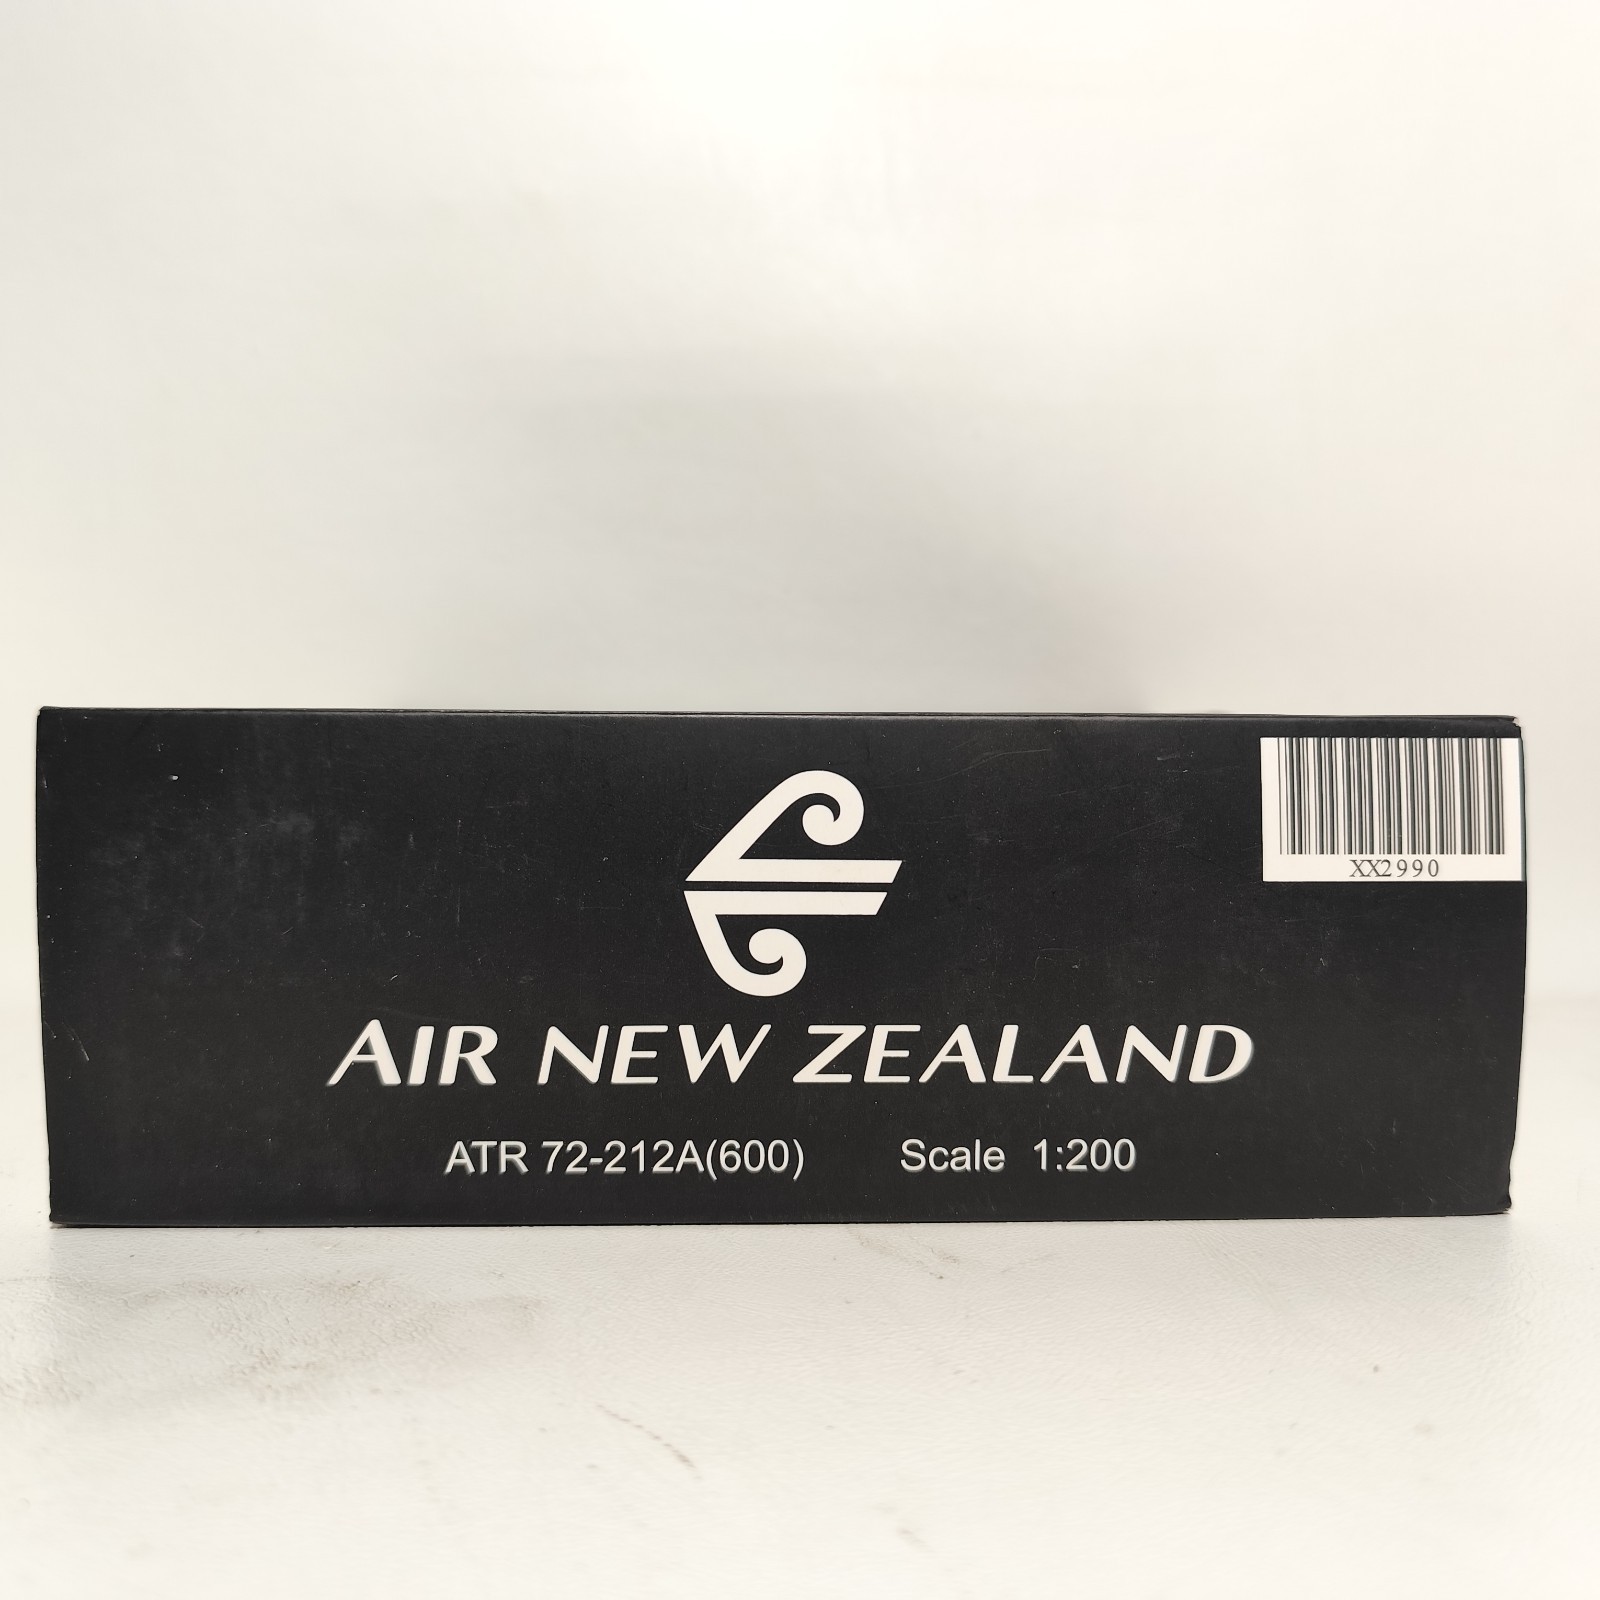 XX2990
AIR NEW ZEALAND
ATR 72-212A(600) Scale 1:200